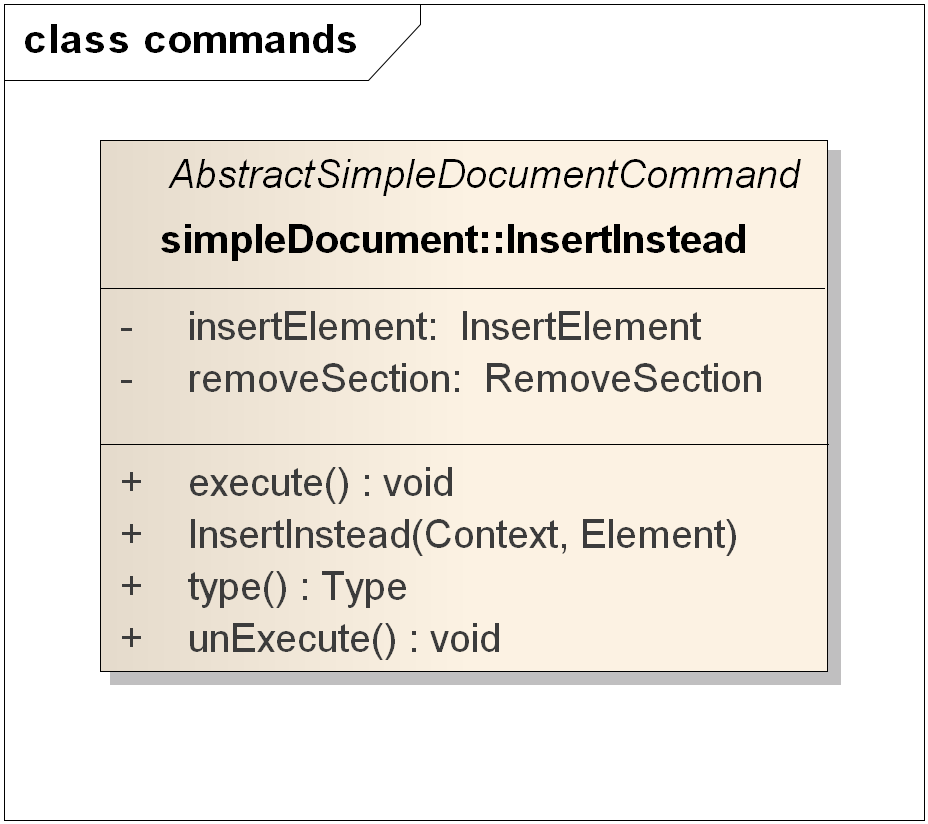 class commands
AbstractSimpleDocumentCommand
simpleDocument::InsertInstead
- insertElement: InsertElement
- removeSection: RemoveSection
+ execute() : void
+ InsertInstead(Context, Element)
+ type() : Type
+ unExecute() : void